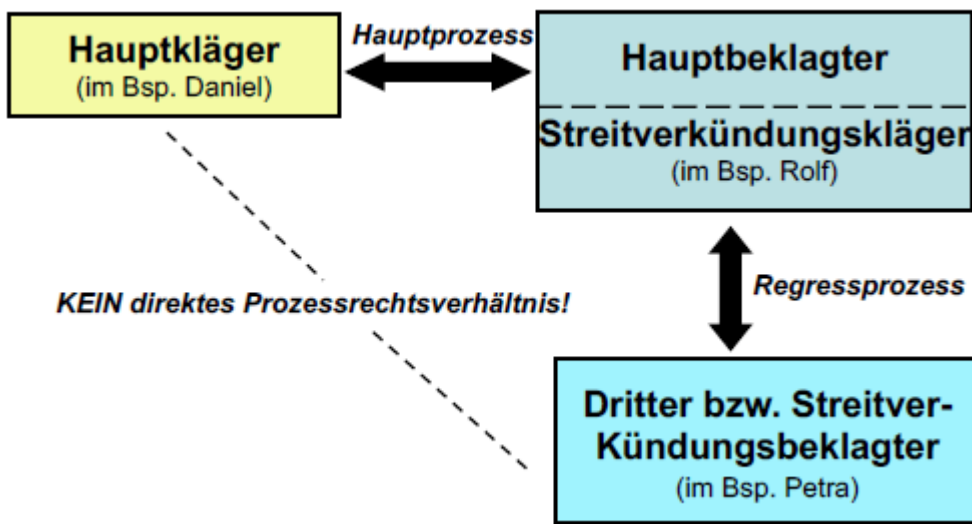 Hauptkläger
(im Bsp. Daniel)
Hauptprozess
Hauptbeklagter
Streitverkündungskläger
(im Bsp. Rolf)
KEIN direktes Prozessrechtsverhältnis!
Regressprozess
Dritter bzw. Streitver-
Kündungsbeklagter
(im Bsp. Petra)